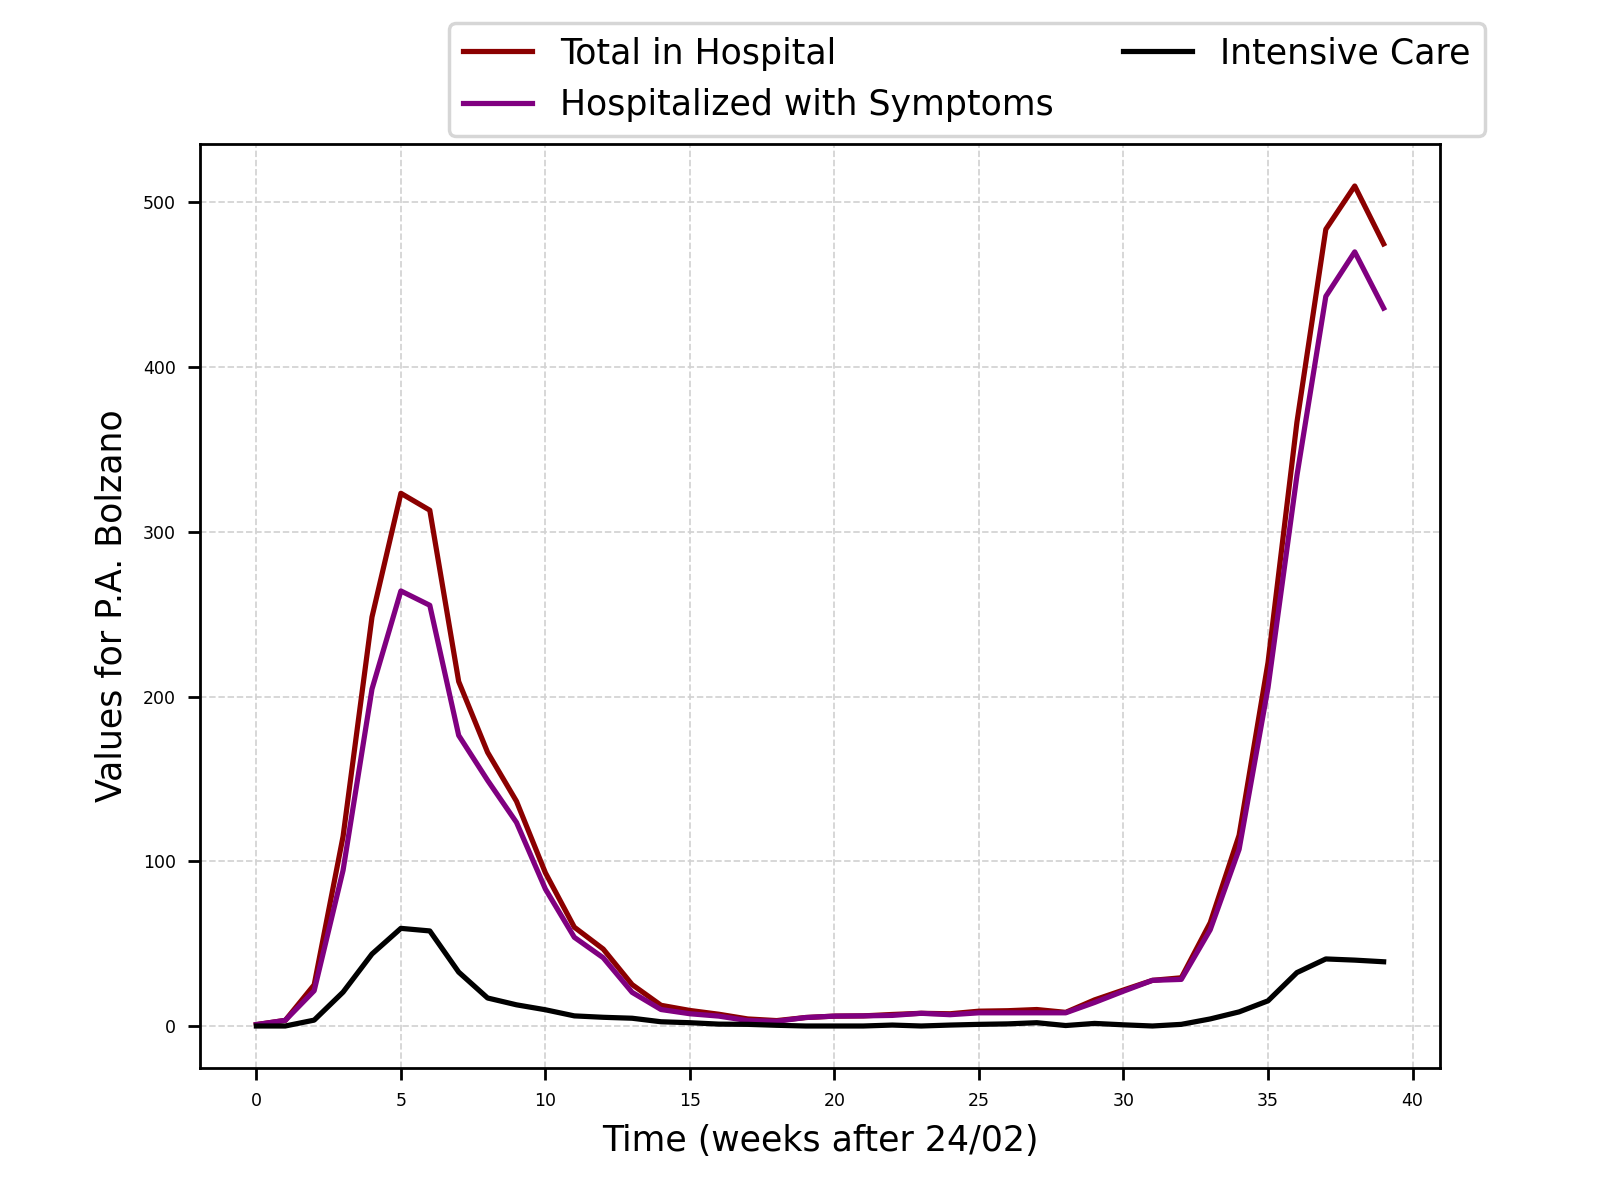 Total in Hospital
Hospitalized with Symptoms
Intensive Care
Values for P.A. Bolzano
500
400
300
200
100
0
0 5 10 15 20 25 30 35 40
Time (weeks after 24/02)